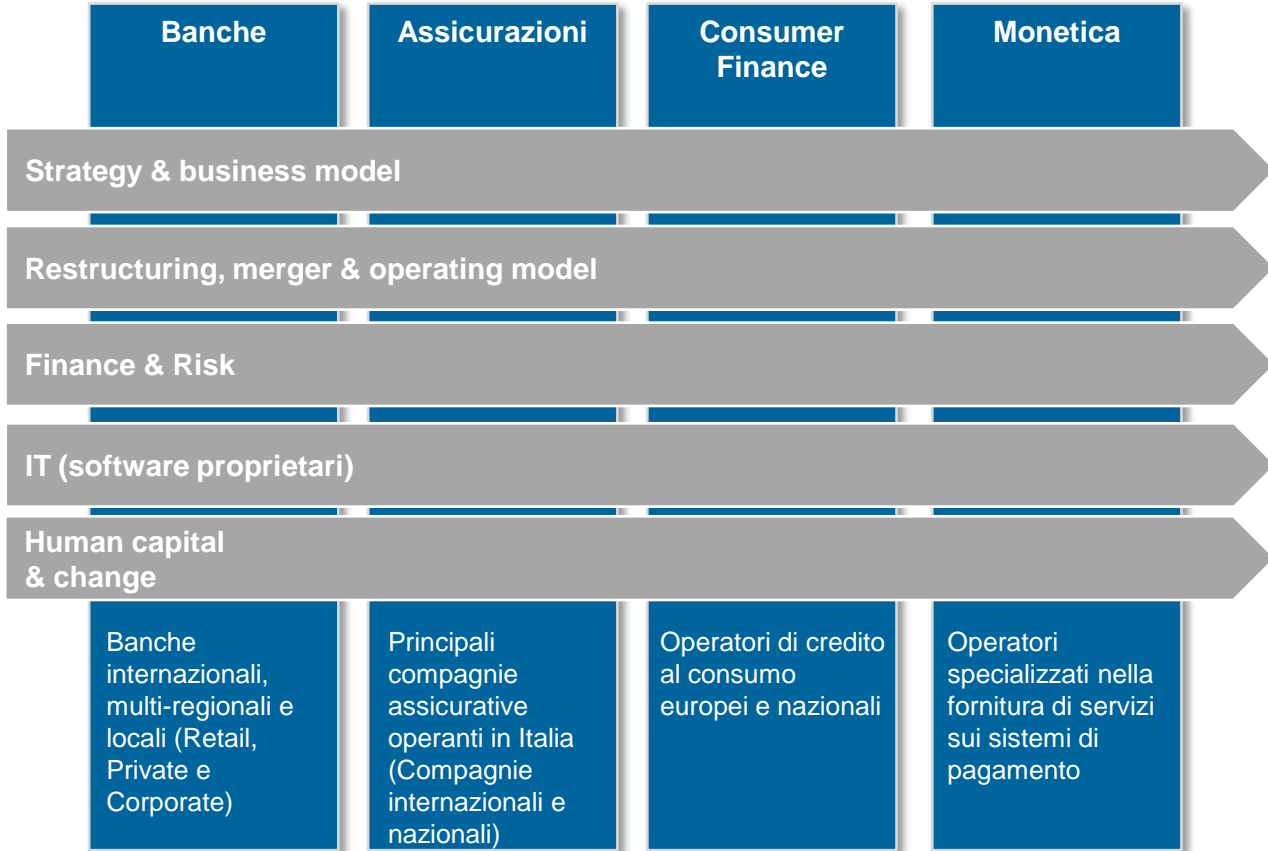 Banche
Assicurazioni
Consumer
Finance
Monetica
Strategy & business model
Restructuring, merger & operating model
Finance & Risk
IT (software proprietari)
Human capital
& change
Banche
internazionali,
multi-regionali e
locali (Retail,
Private e
Corporate)
Principali
compagnie
assicurative
operanti in Italia
(Compagnie
internazionali e
nazionali)
Operatori di credito
al consumo
europei e nazionali
Operatori
specializzati nella
fornitura di servizi
sui sistemi di
pagamento